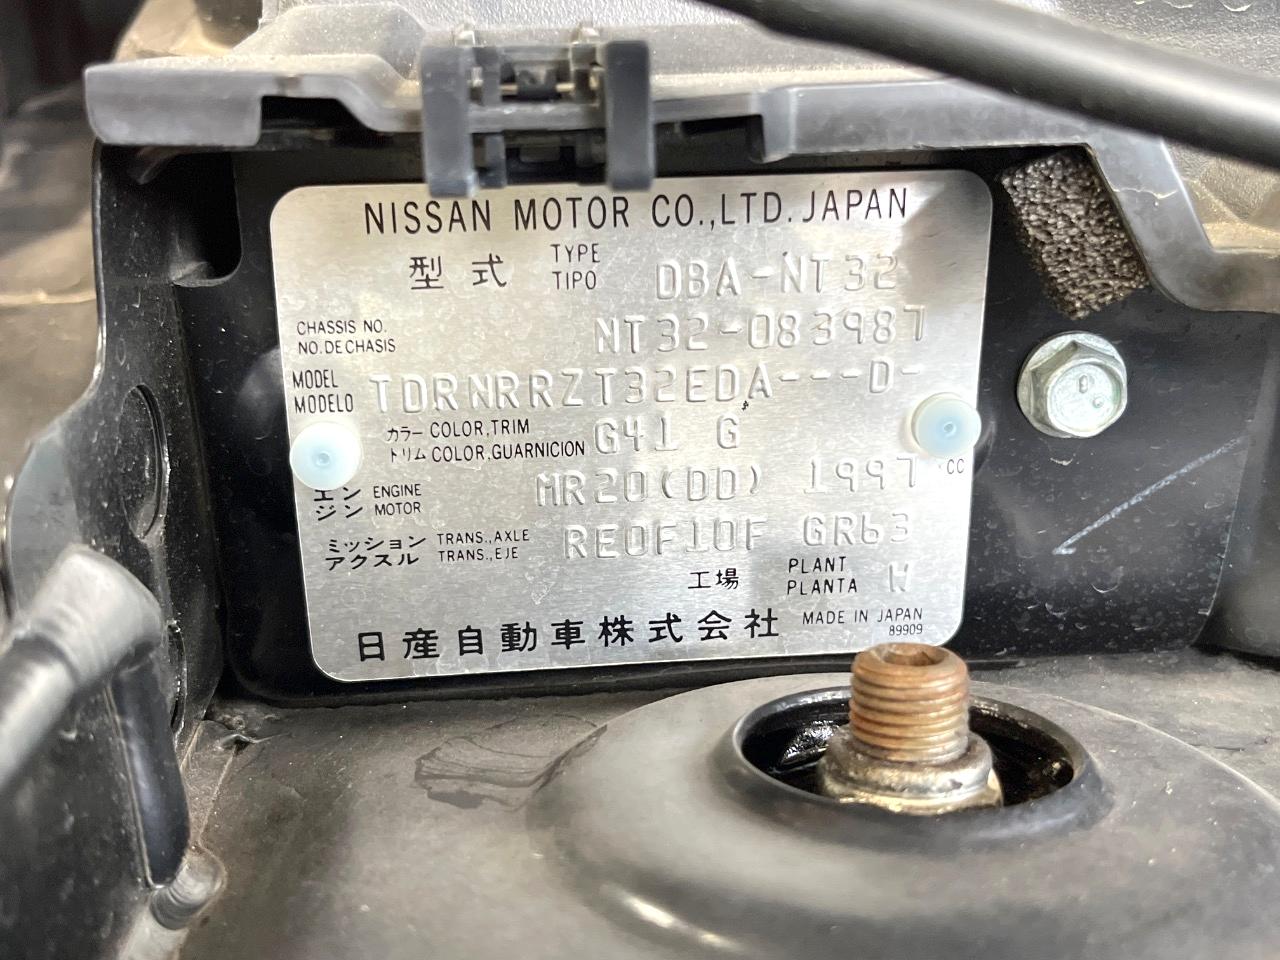 NISSAN MOTOR CO.,LTD. JAPAN
型式 TYPE TIPO DBA-NT32
CHASSIS NO. NO.DE CHASIS NT32-083987
MODEL MODELO TDRNRRZT32EDA---D-
カラー COLOR,TRIM
トリム COLOR,GUARNICION G41 G
エンジン ENGINE MOTOR MR20(DD) 1997 CC
ミッション TRANS.,AXLE
アクスル TRANS.,EJE RE0F10F GR63
工場 PLANT PLANTA W
日産自動車株式会社 MADE IN JAPAN
89909